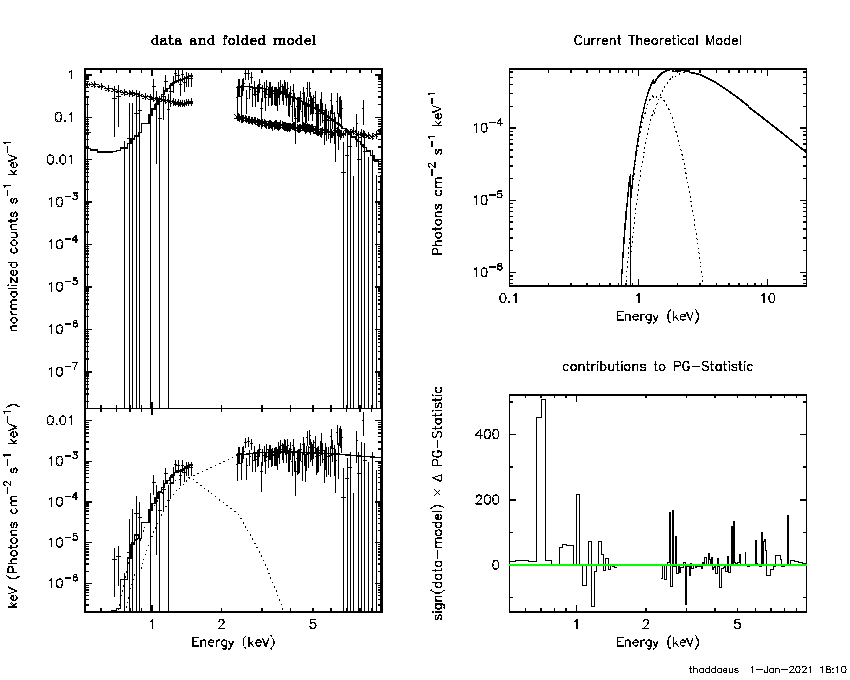 data and folded model
normalized counts s⁻¹ keV⁻¹
1
0.1
0.01
10⁻³
10⁻⁴
10⁻⁵
10⁻⁶
10⁻⁷
keV (Photons cm⁻² s⁻¹ keV⁻¹)
0.01
10⁻³
10⁻⁴
10⁻⁵
10⁻⁶
1 2 5
Energy (keV)
Current Theoretical Model
Photons cm⁻² s⁻¹ keV⁻¹
10⁻⁴
10⁻⁵
10⁻⁶
0.1 1 10
Energy (keV)
contributions to PG-Statistic
sign(data-model) × Δ PG-Statistic
400
200
0
1 2 5
Energy (keV)
thaddaeus 1-Jan-2021 18:10